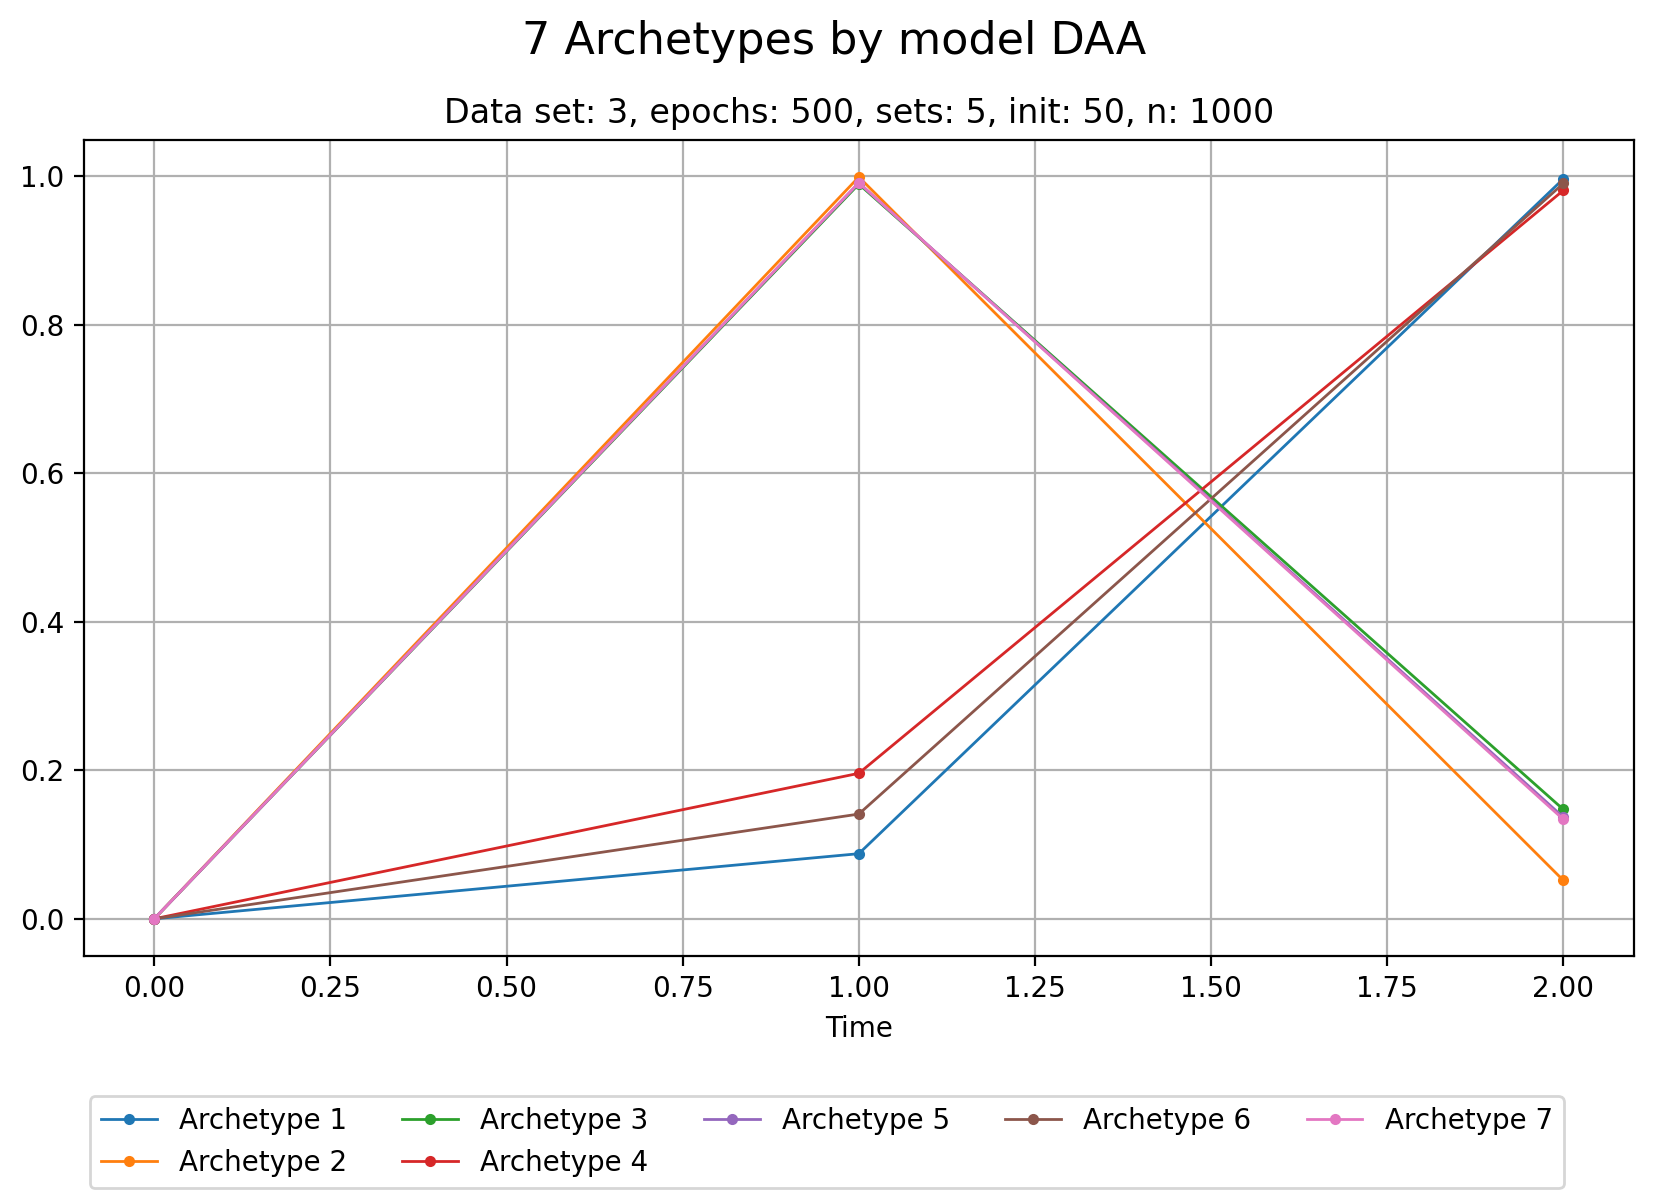 7 Archetypes by model DAA
Data set: 3, epochs: 500, sets: 5, init: 50, n: 1000
1.0
0.8
0.6
0.4
0.2
0.0
0.00 0.25 0.50 0.75 1.00 1.25 1.50 1.75 2.00
Time
Archetype 1 Archetype 3 Archetype 5 Archetype 6 Archetype 7
Archetype 2 Archetype 4